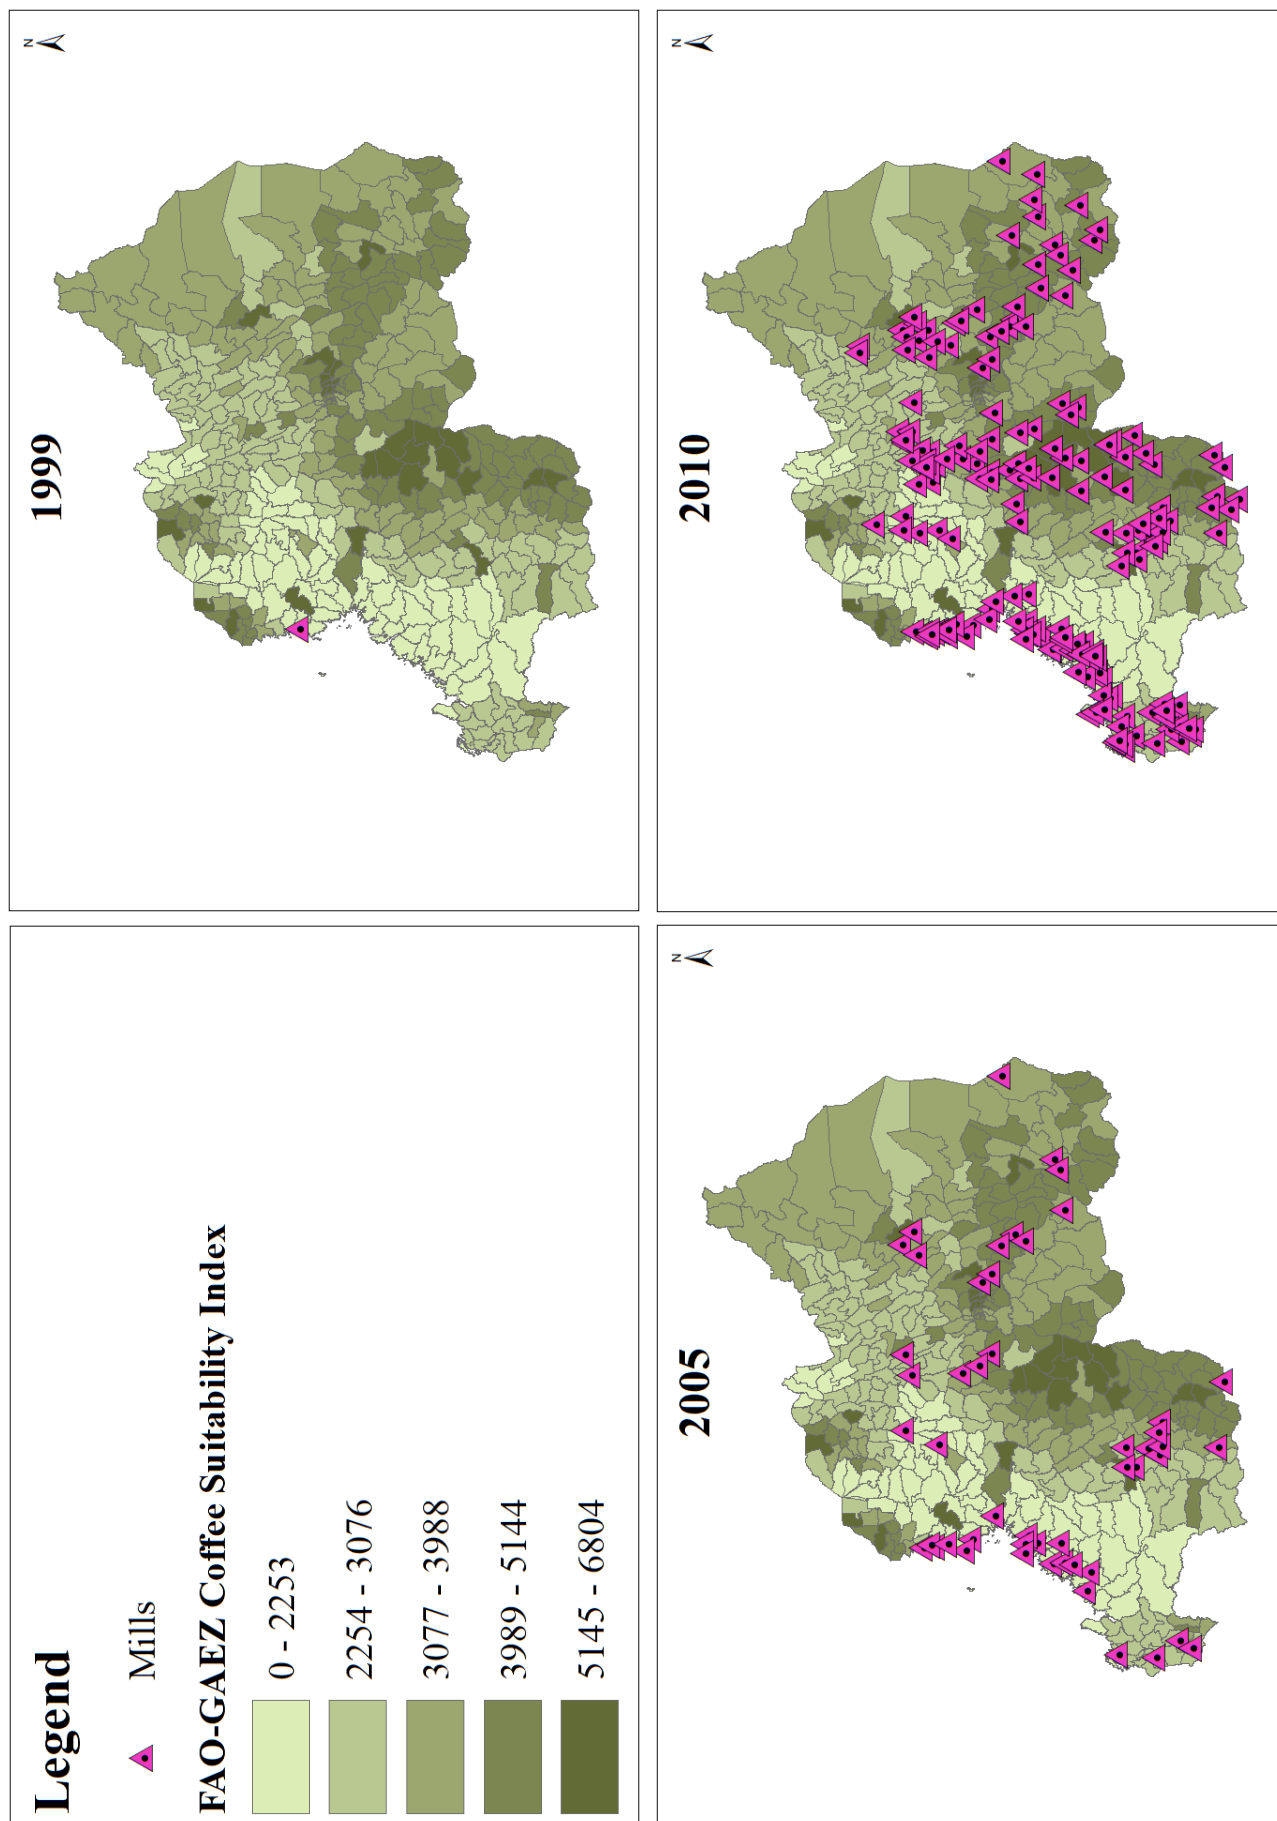 Legend
Mills
FAO-GAEZ Coffee Suitability Index
0 - 2253
2254 - 3076
3077 - 3988
3989 - 5144
5145 - 6804
1999
N
2005
N
2010
N